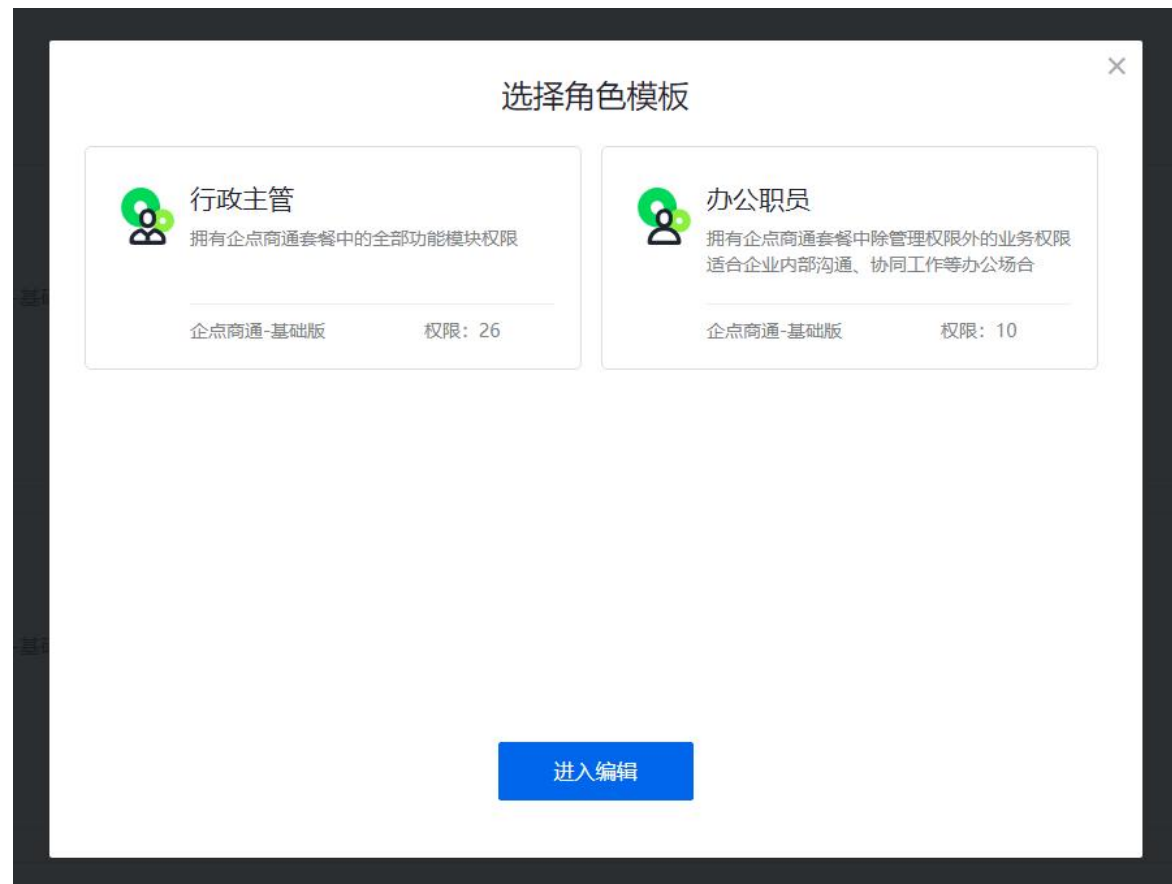 选择角色模板
行政主管
拥有企点商通套餐中的全部功能模块权限
企点商通-基础版
权限：26
办公职员
拥有企点商通套餐中除管理权限外的业务权限
适合企业内部沟通、协同工作等办公场合
企点商通-基础版
权限：10
进入编辑